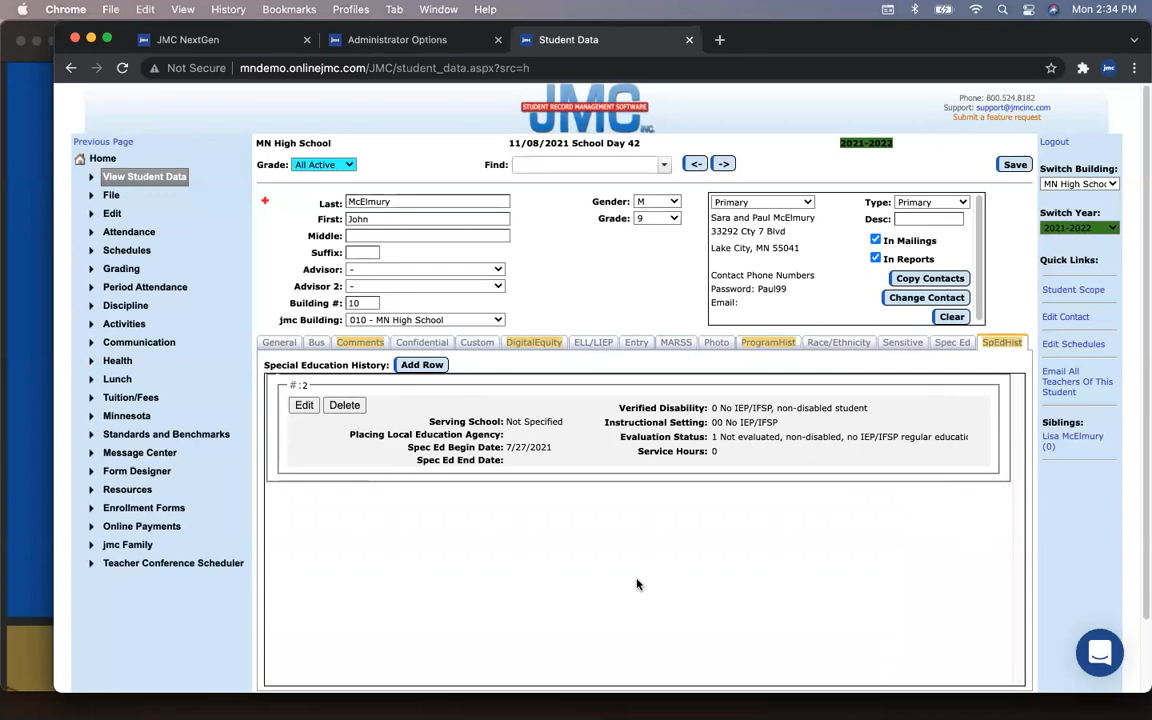 Chrome File Edit View History Bookmarks Profiles Tab Window Help Mon 2:34 PM
jmc JMC NextGen jmc Administrator Options jmc Student Data
Not Secure mndemo.onlinejmc.com/JMC/student_data.aspx?src=h jmc
JMC
STUDENT RECORD MANAGEMENT SOFTWARE
INC.
Phone: 800.524.8182
Support: support@jmcinc.com
Submit a feature request
Previous Page
Home
View Student Data
File
Edit
Attendance
Schedules
Grading
Period Attendance
Discipline
Activities
Communication
Health
Lunch
Tuition/Fees
Minnesota
Standards and Benchmarks
Message Center
Form Designer
Resources
Enrollment Forms
Online Payments
jmc Family
Teacher Conference Scheduler
MN High School 11/08/2021 School Day 42 2021-2022
Grade: All Active Find: <- -> Save
Last: McElmury
First: John
Middle:
Suffix:
Advisor: -
Advisor 2: -
Building #: 10
jmc Building: 010 - MN High School
Gender: M
Grade: 9
Primary
Sara and Paul McElmury
33292 Cty 7 Blvd
Lake City, MN 55041
Contact Phone Numbers
Password: Paul99
Email:
Type: Primary
Desc:
In Mailings
In Reports
Copy Contacts
Change Contact
Clear
General Bus Comments Confidential Custom DigitalEquity ELL/LIEP Entry MARSS Photo ProgramHist Race/Ethnicity Sensitive Spec Ed SpEdHist
Special Education History: Add Row
#:2
Edit Delete
Serving School: Not Specified
Placing Local Education Agency:
Spec Ed Begin Date: 7/27/2021
Spec Ed End Date:
Verified Disability: 0 No IEP/IFSP, non-disabled student
Instructional Setting: 00 No IEP/IFSP
Evaluation Status: 1 Not evaluated, non-disabled, no IEP/IFSP regular educatic
Service Hours: 0
Logout
Switch Building:
MN High School
Switch Year:
2021-2022
Quick Links:
Student Scope
Edit Contact
Edit Schedules
Email All
Teachers Of This
Student
Siblings:
Lisa McElmury
(0)